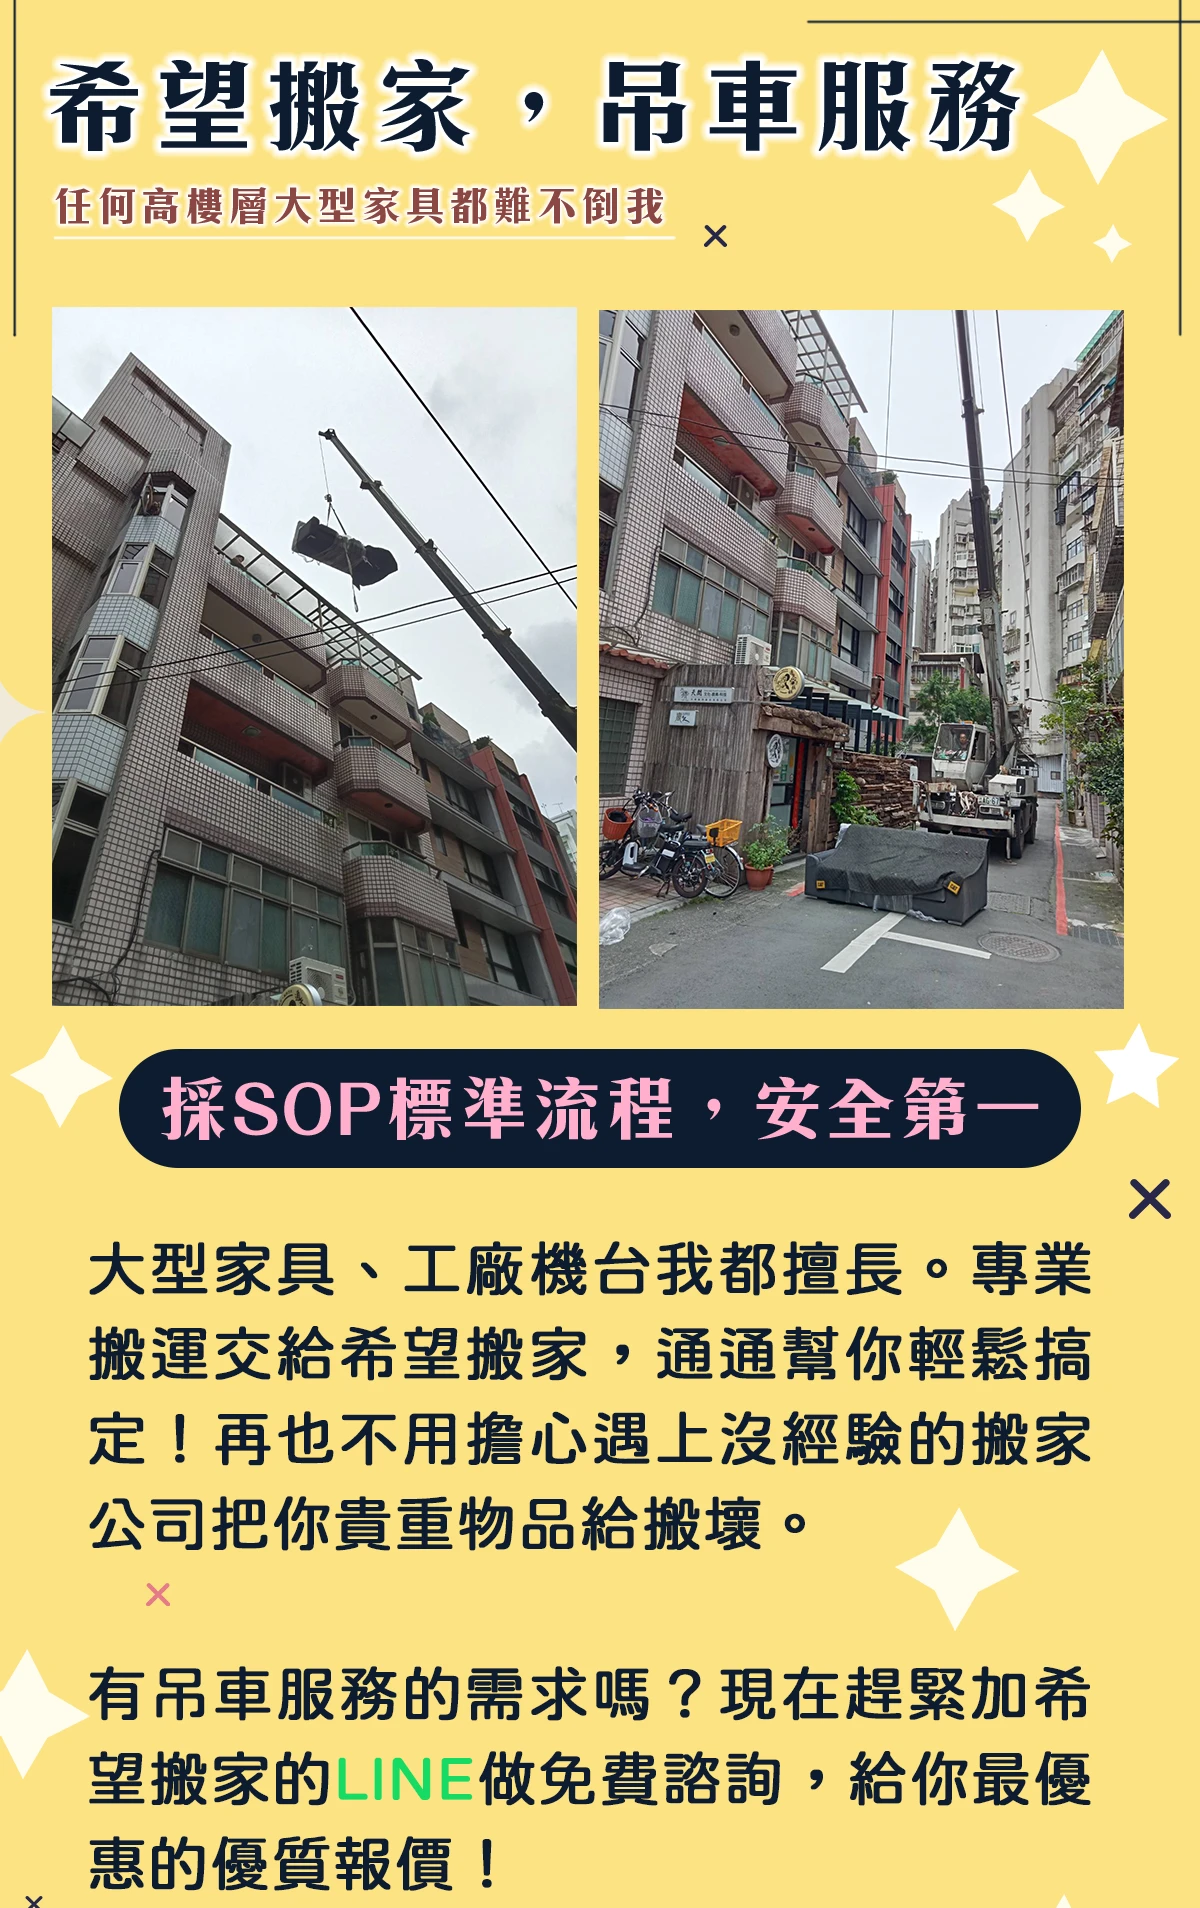 希望搬家，吊車服務
任何高樓層大型家具都難不倒我
採SOP標準流程，安全第一
大型家具、工廠機台我都擅長。專業
搬運交給希望搬家，通通幫你輕鬆搞
定！再也不用擔心遇上沒經驗的搬家
公司把你貴重物品給搬壞。
有吊車服務的需求嗎？現在趕緊加希
望搬家的LINE做免費諮詢，給你最優
惠的優質報價！